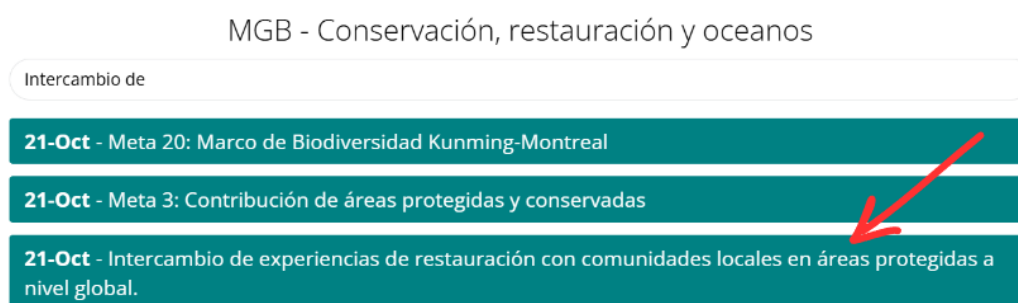 MGB - Conservación, restauración y oceanos
Intercambio de
21-Oct - Meta 20: Marco de Biodiversidad Kunming-Montreal
21-Oct - Meta 3: Contribución de áreas protegidas y conservadas
21-Oct - Intercambio de experiencias de restauración con comunidades locales en áreas protegidas a
nivel global.